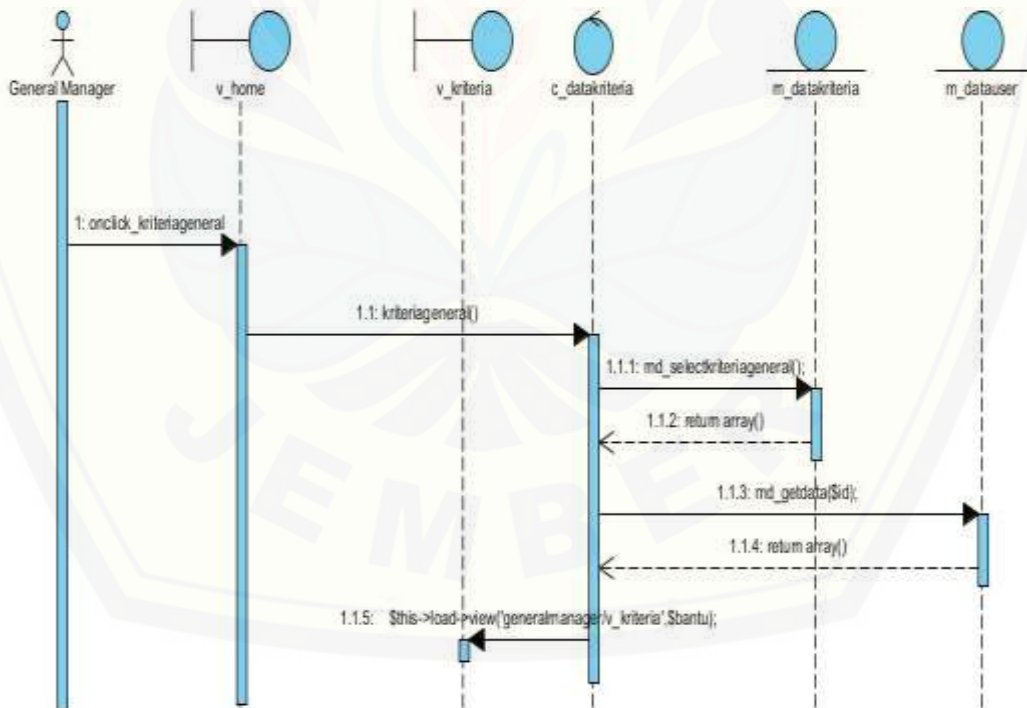 General Manager
v_home
v_kriteria
c_datakriteria
m_datakriteria
m_datauser
1: onclick_kriteriageneral
1.1: kriteriageneral()
1.1.1: md_selectkriteriageneral();
1.1.2: return array()
1.1.3: md_getdata($id);
1.1.4: return array()
1.1.5: $this->load->view('generalmanager/v_kriteria',$bantu);
JEMBER